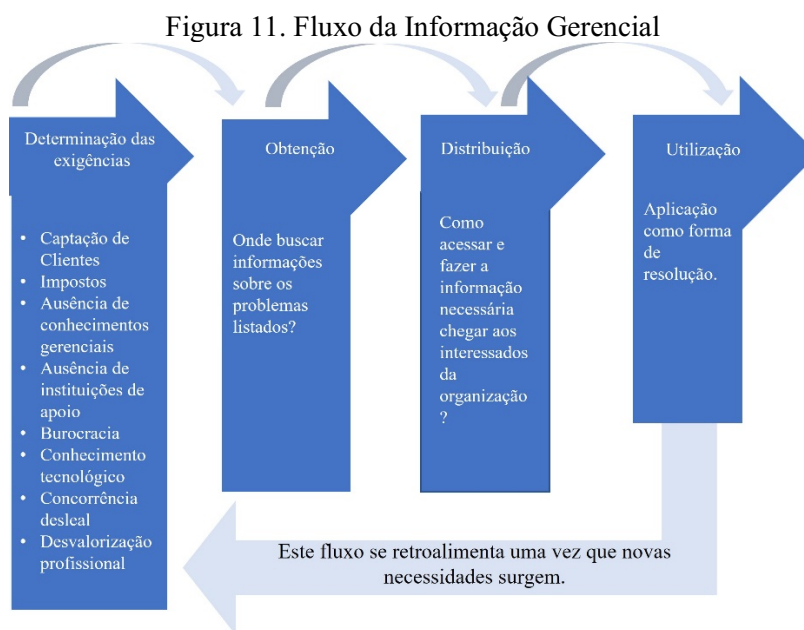 Figura 11. Fluxo da Informação Gerencial
Determinação das
exigências
• Captação de
Clientes
• Impostos
• Ausência de
conhecimentos
gerenciais
• Ausência de
instituições de
apoio
• Burocracia
• Conhecimento
tecnológico
• Concorrência
desleal
• Desvalorização
profissional
Obtenção
Onde buscar
informações
sobre os
problemas
listados?
Distribuição
Como
acessar e
fazer a
informação
necessária
chegar aos
interessados
da
organização
?
Utilização
Aplicação
como forma
de
resolução.
Este fluxo se retroalimenta uma vez que novas
necessidades surgem.